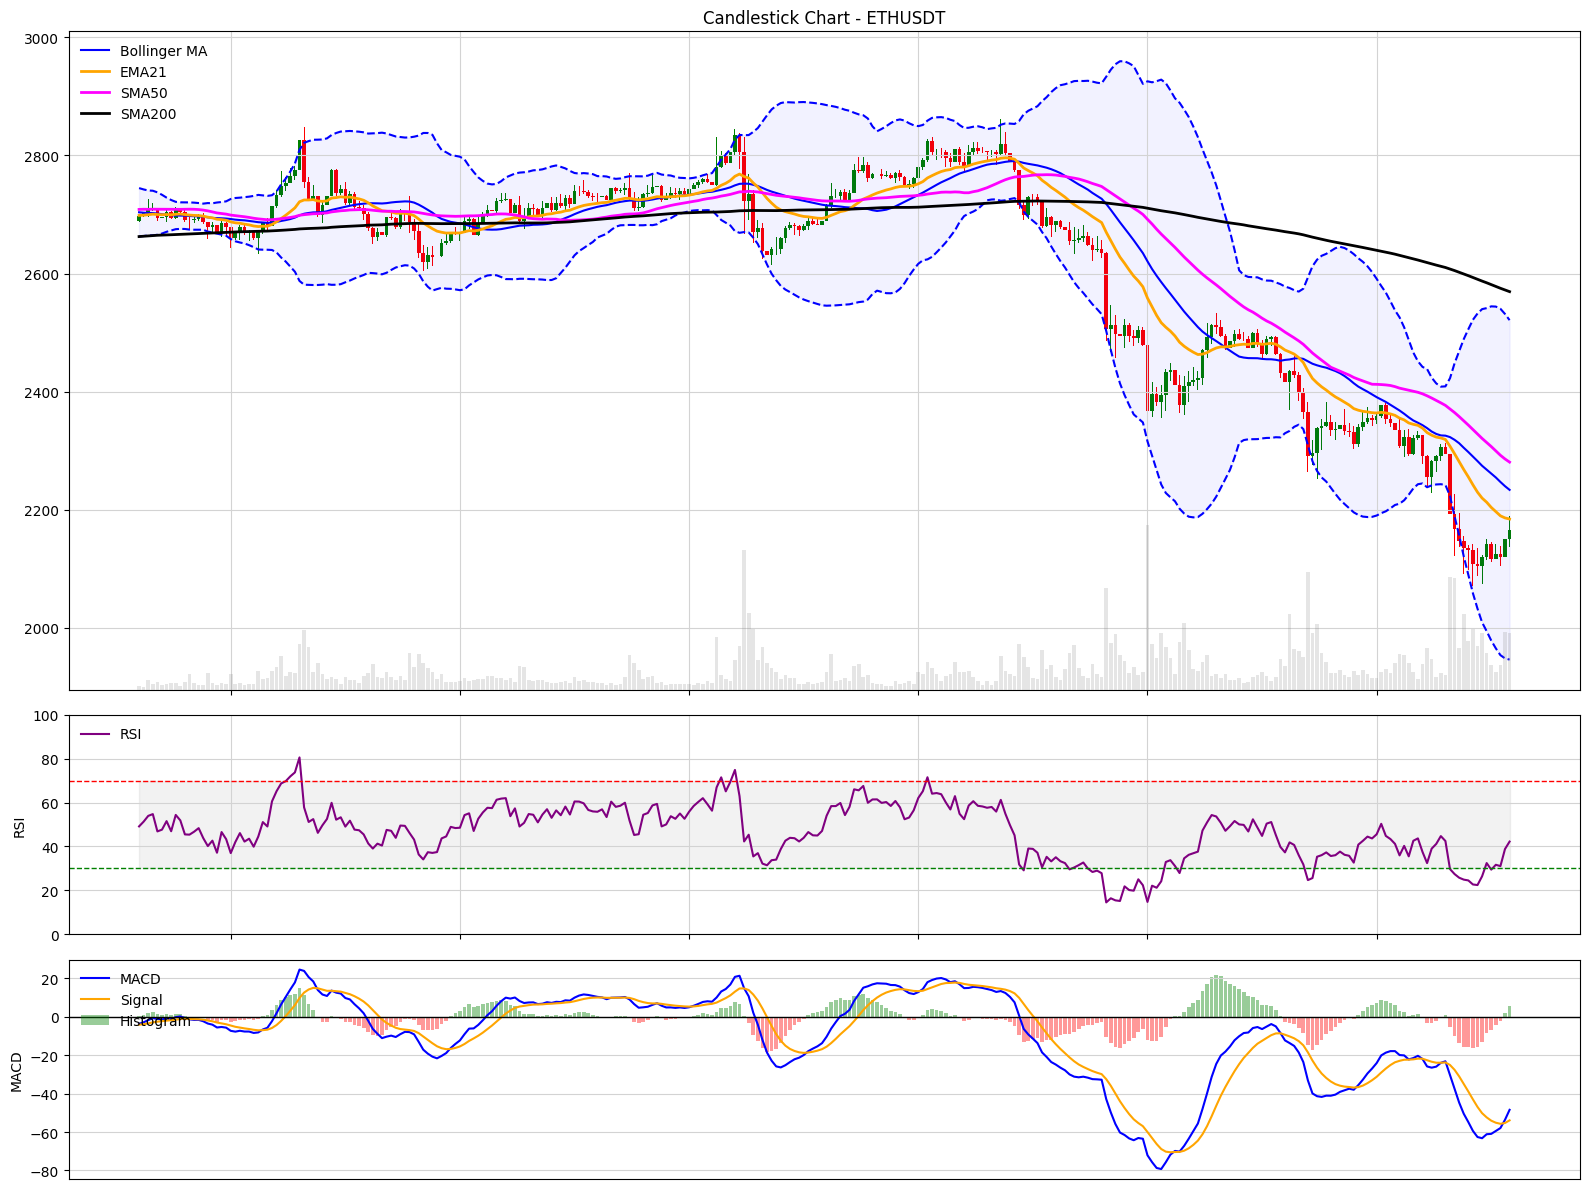 Candlestick Chart - ETHUSDT
3000
2800
2600
2400
2200
2000
Bollinger MA
EMA21
SMA50
SMA200
100
80
60
40
20
0
RSI
RSI
20
0
−20
−40
−60
−80
MACD
MACD
Signal
Histogram